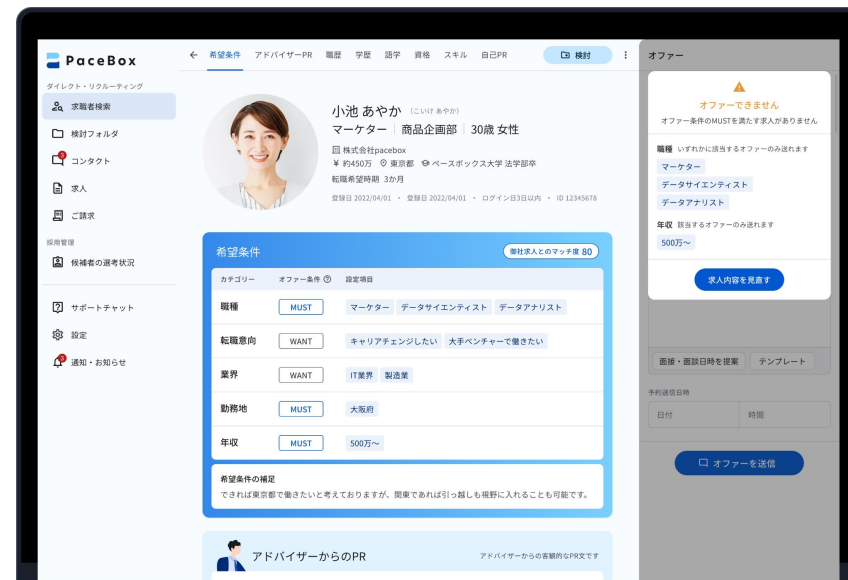 PaceBox
ダイレクト・リクルーティング
求職者検索
検討フォルダ
3
コンタクト
求人
ご請求
採用管理
候補者の選考状況
サポートチャット
設定
3
通知・お知らせ
← 希望条件 アドバイザーPR 職歴 学歴 語学 資格 スキル 自己PR 検討
小池 あやか (こいけ あやか)
マーケター 商品企画部 30歳 女性
株式会社pacebox
¥ 約450万 東京都 ペースボックス大学 法学部卒
転職希望時期 3か月
登録日 2022/04/01 ・ 登録日 2022/04/01 ・ ログイン日3日以内 ・ ID 12345678
希望条件 御社求人とのマッチ度 80
カテゴリー オファー条件 ? 設定項目
職種 MUST マーケター データサイエンティスト データアナリスト
転職意向 WANT キャリアチェンジしたい 大手ベンチャーで働きたい
業界 WANT IT業界 製造業
勤務地 MUST 大阪府
年収 MUST 500万〜
希望条件の補足
できれば東京都で働きたいと考えておりますが、関東であれば引っ越しも視野に入れることも可能です。
アドバイザーからのPR アドバイザーからの客観的なPR文です
オファー
オファーできません
オファー条件のMUSTを満たす求人がありません
職種 いずれかに該当するオファーのみ送れます
マーケター
データサイエンティスト
データアナリスト
年収 該当するオファーのみ送れます
500万〜
求人内容を見直す
面接・面談日時を提案 テンプレート
予約送信日時
日付 時間
オファーを送信